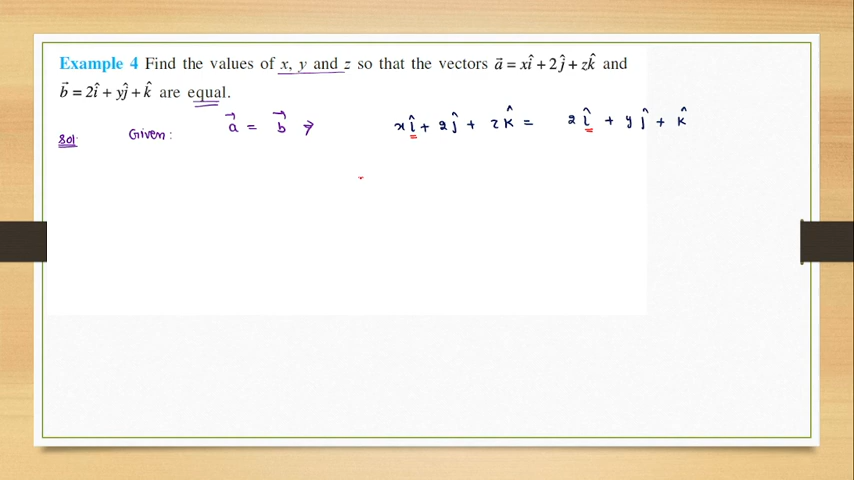 Example 4 Find the values of x, y and z so that the vectors a⃗ = xî + 2ĵ + zk̂ and
b⃗ = 2î + yĵ + k̂ are equal.
Sol: Given: a⃗ = b⃗ ⇒ xî + 2ĵ + zk̂ = 2î + yĵ + k̂